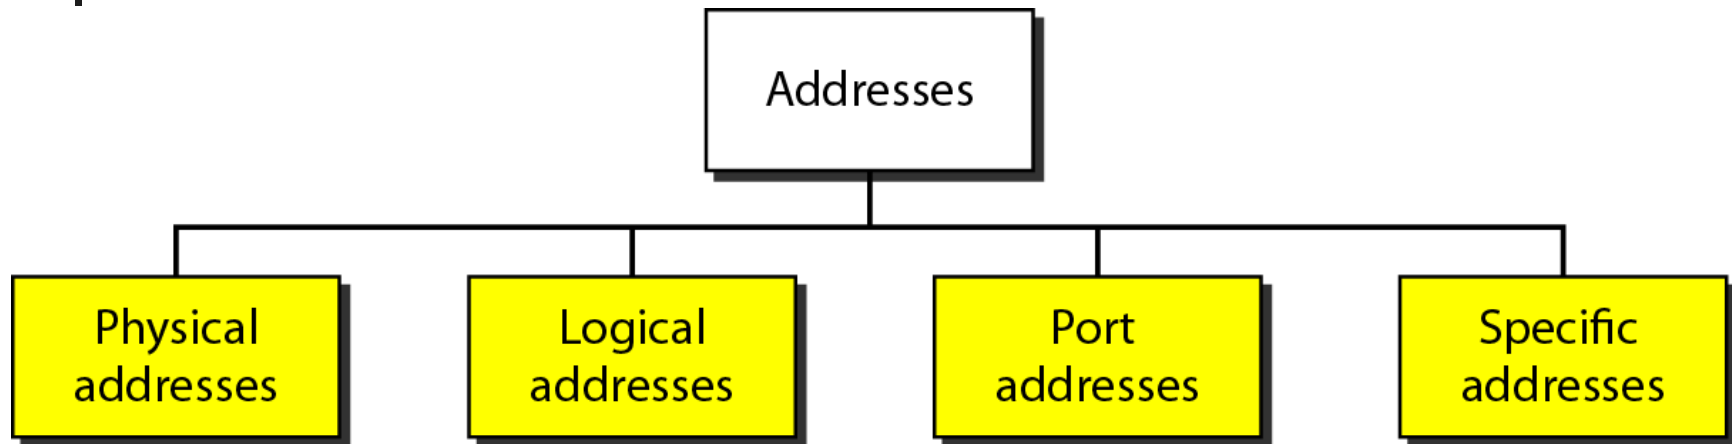 Addresses
Physical
addresses
Logical
addresses
Port
addresses
Specific
addresses